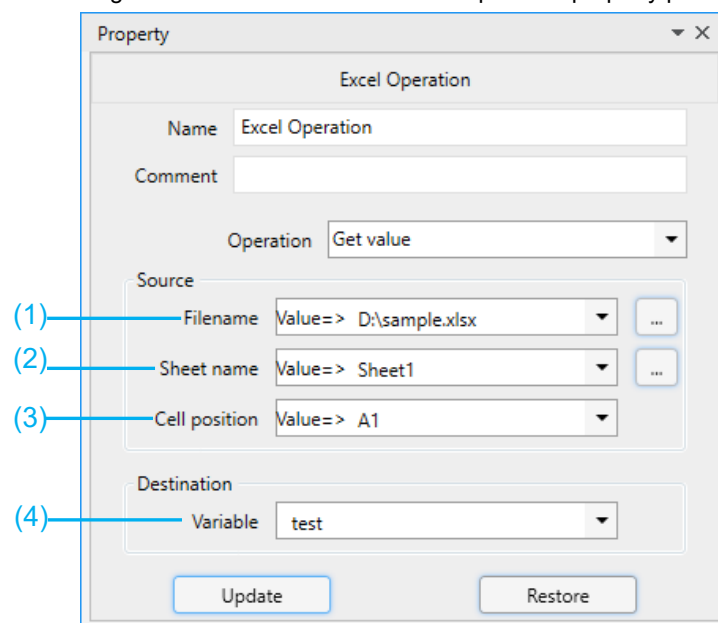 Property
Excel Operation
Name Excel Operation
Comment
Operation Get value
Source
(1) Filename Value=> D:\sample.xlsx ...
(2) Sheet name Value=> Sheet1 ...
(3) Cell position Value=> A1
Destination
(4) Variable test
Update Restore